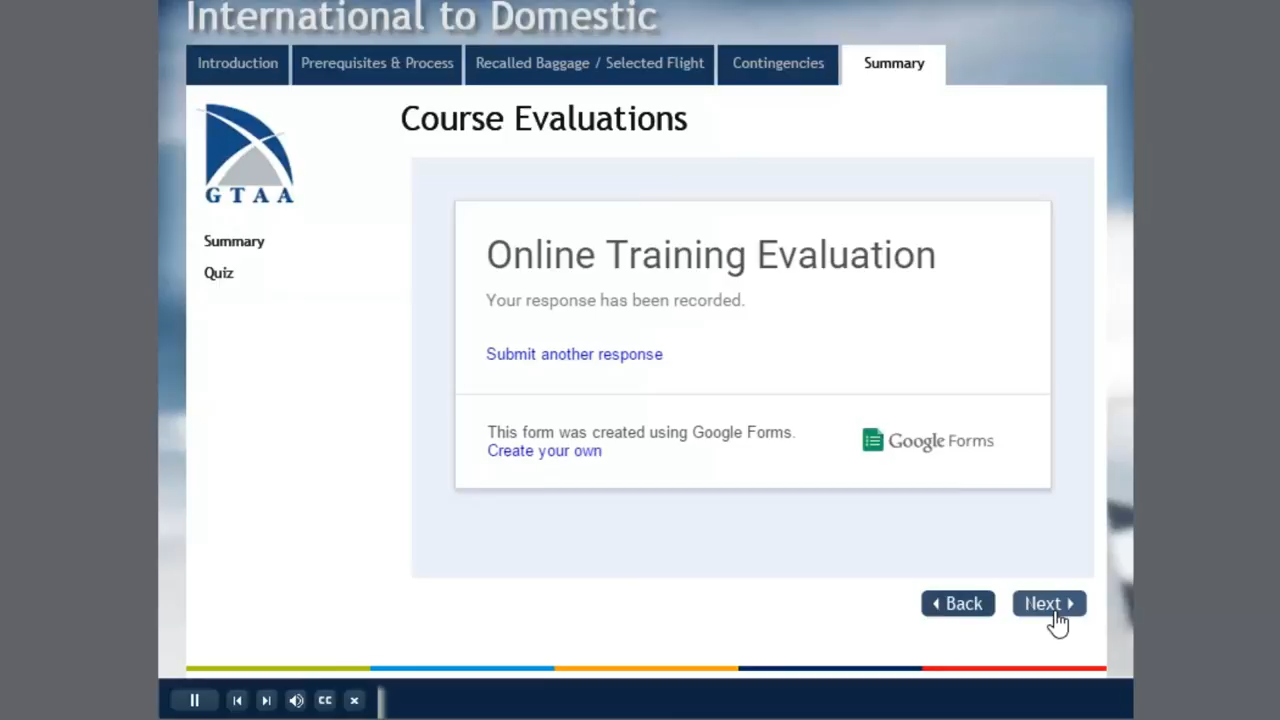 International to Domestic
Introduction
Prerequisites & Process
Recalled Baggage / Selected Flight
Contingencies
Summary
GTAA
Course Evaluations
Summary
Quiz
Online Training Evaluation
Your response has been recorded.
Submit another response
This form was created using Google Forms.
Create your own
Google Forms
Back
Next
CC